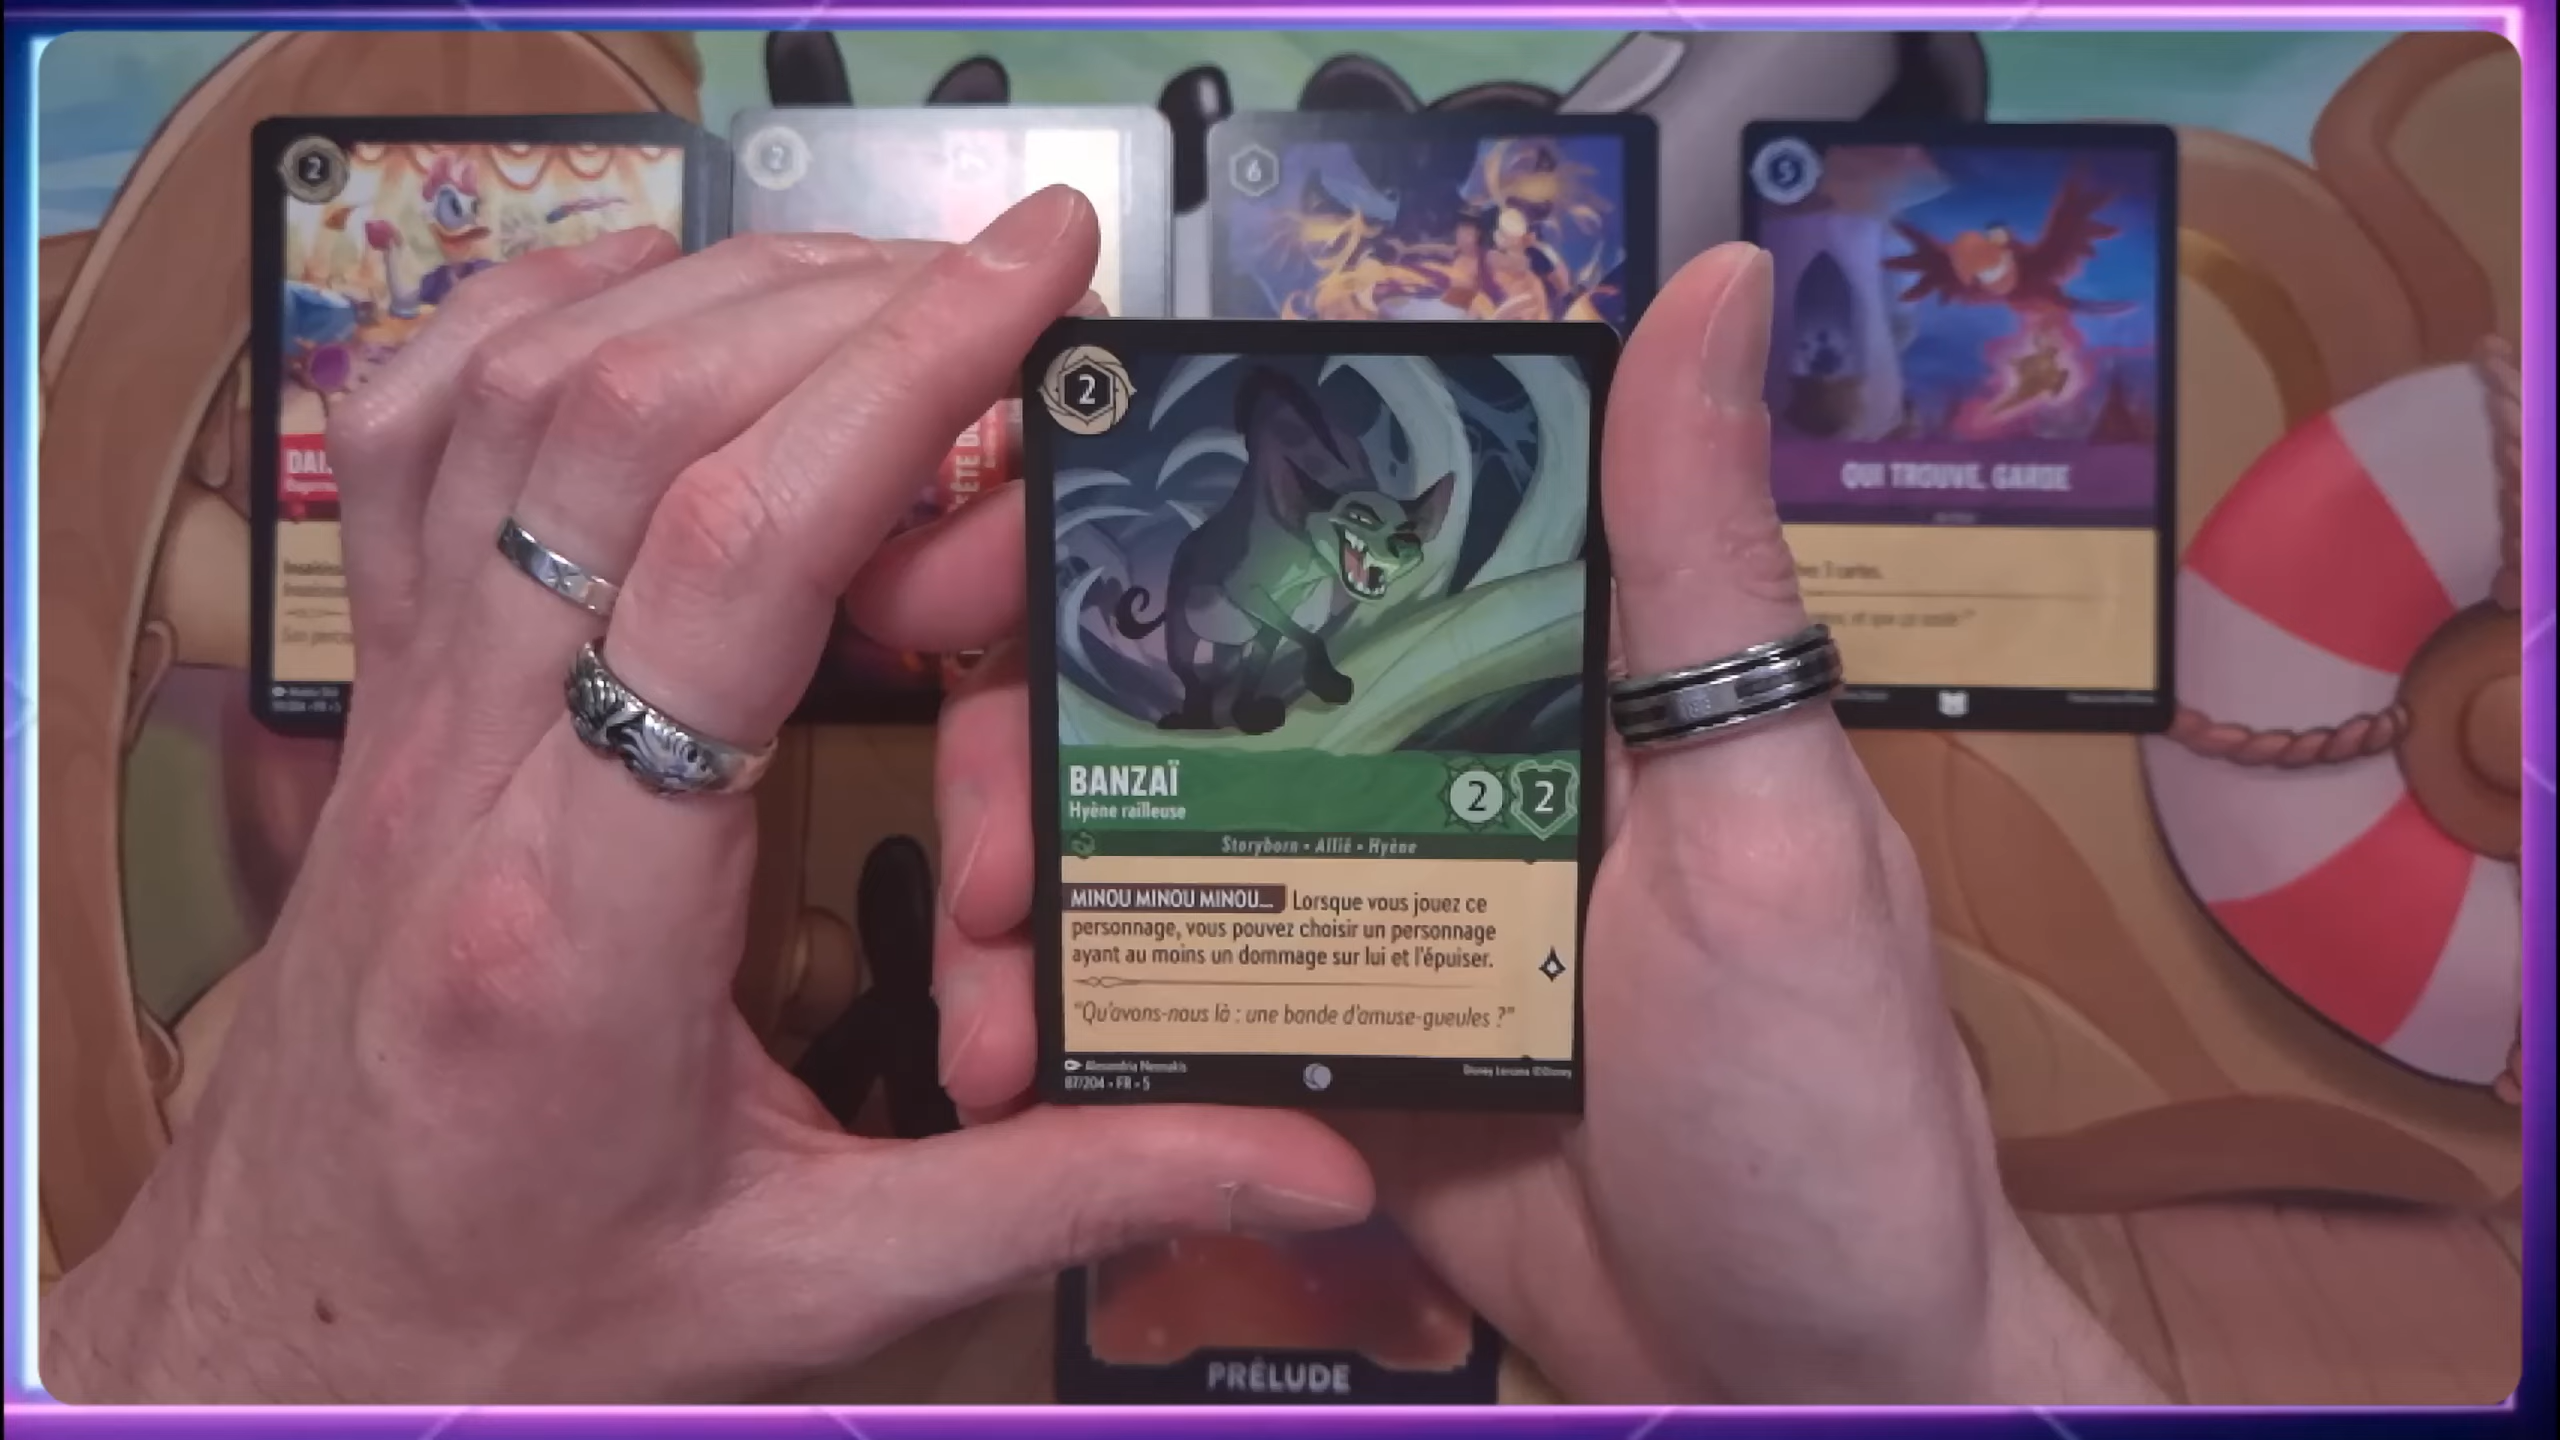 2
2
6
5
DAI
QUI TROUVE, GARDE
2
BANZAÏ
Hyène railleuse
2 2
Storyborn • Allié • Hyène
MINOU MINOU MINOU... Lorsque vous jouez ce
personnage, vous pouvez choisir un personnage
ayant au moins un dommage sur lui et l'épuiser.
"Qu'avons-nous là : une bande d'amuse-gueules ?"
87/204 • FR • 5
Disney Lorcana ©Disney
PRÉLUDE